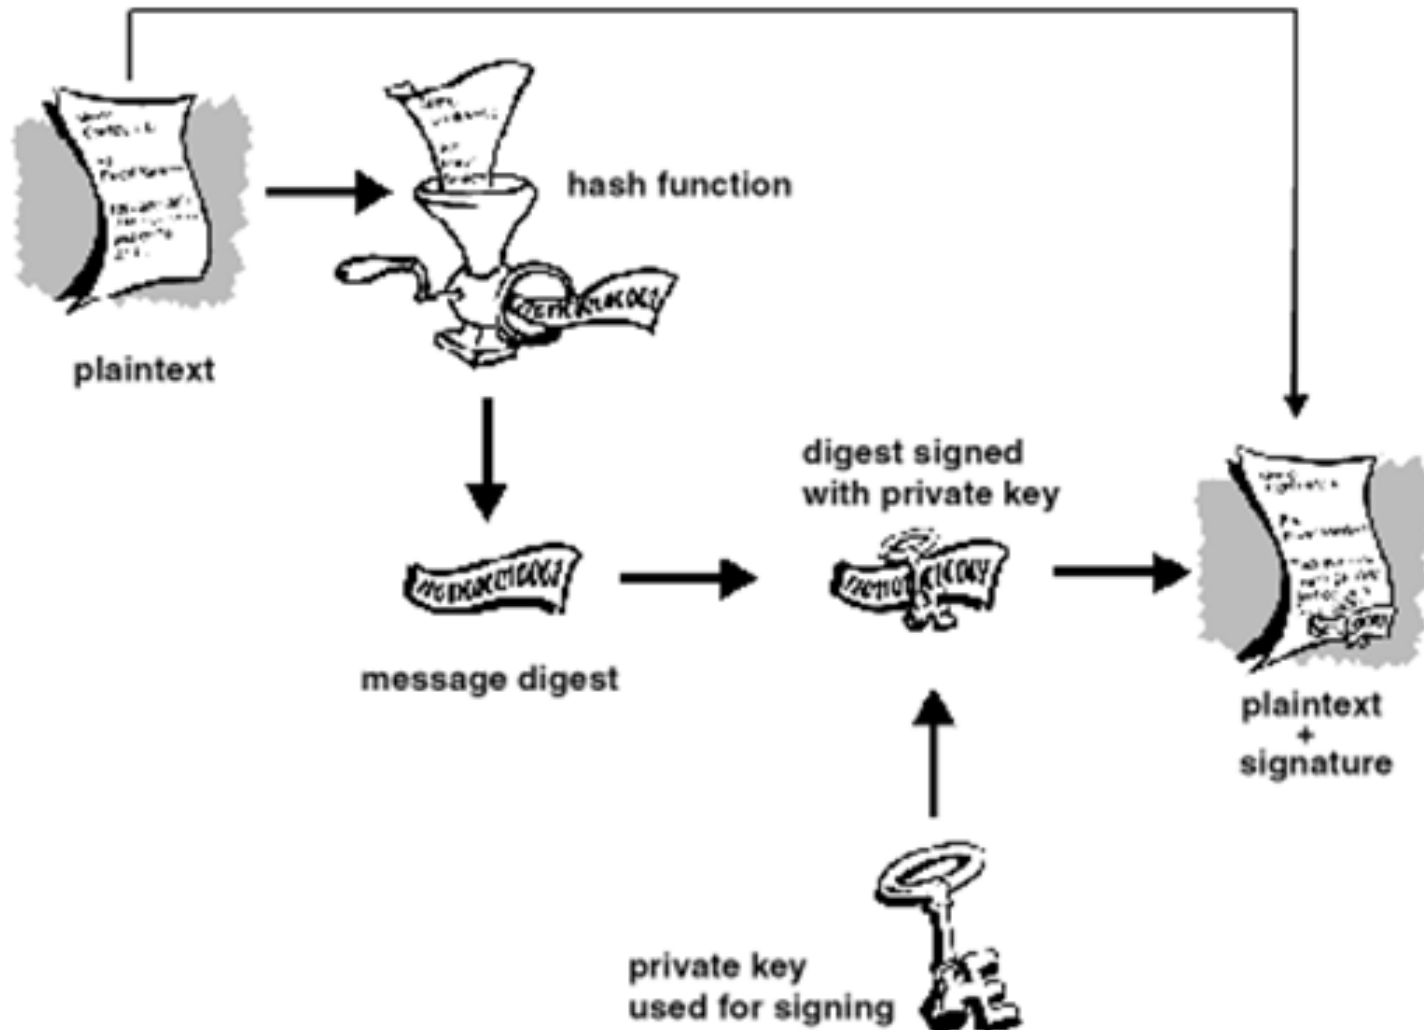 hash function
plaintext
digest signed
with private key
message digest
plaintext
+
signature
private key
used for signing